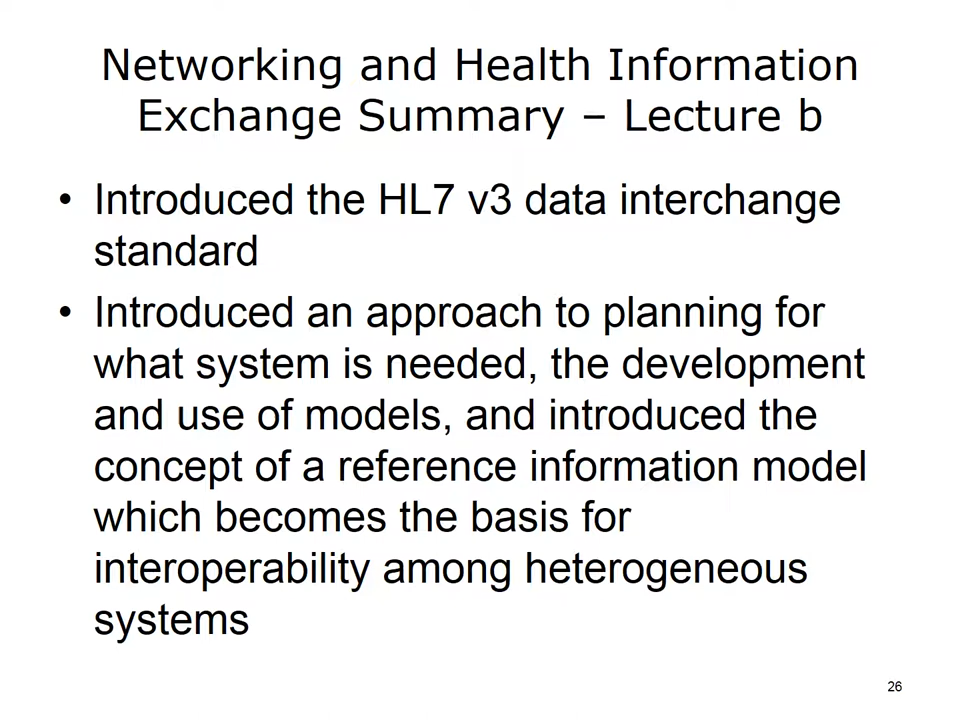 Networking and Health Information
Exchange Summary – Lecture b
• Introduced the HL7 v3 data interchange
standard
• Introduced an approach to planning for
what system is needed, the development
and use of models, and introduced the
concept of a reference information model
which becomes the basis for
interoperability among heterogeneous
systems
26